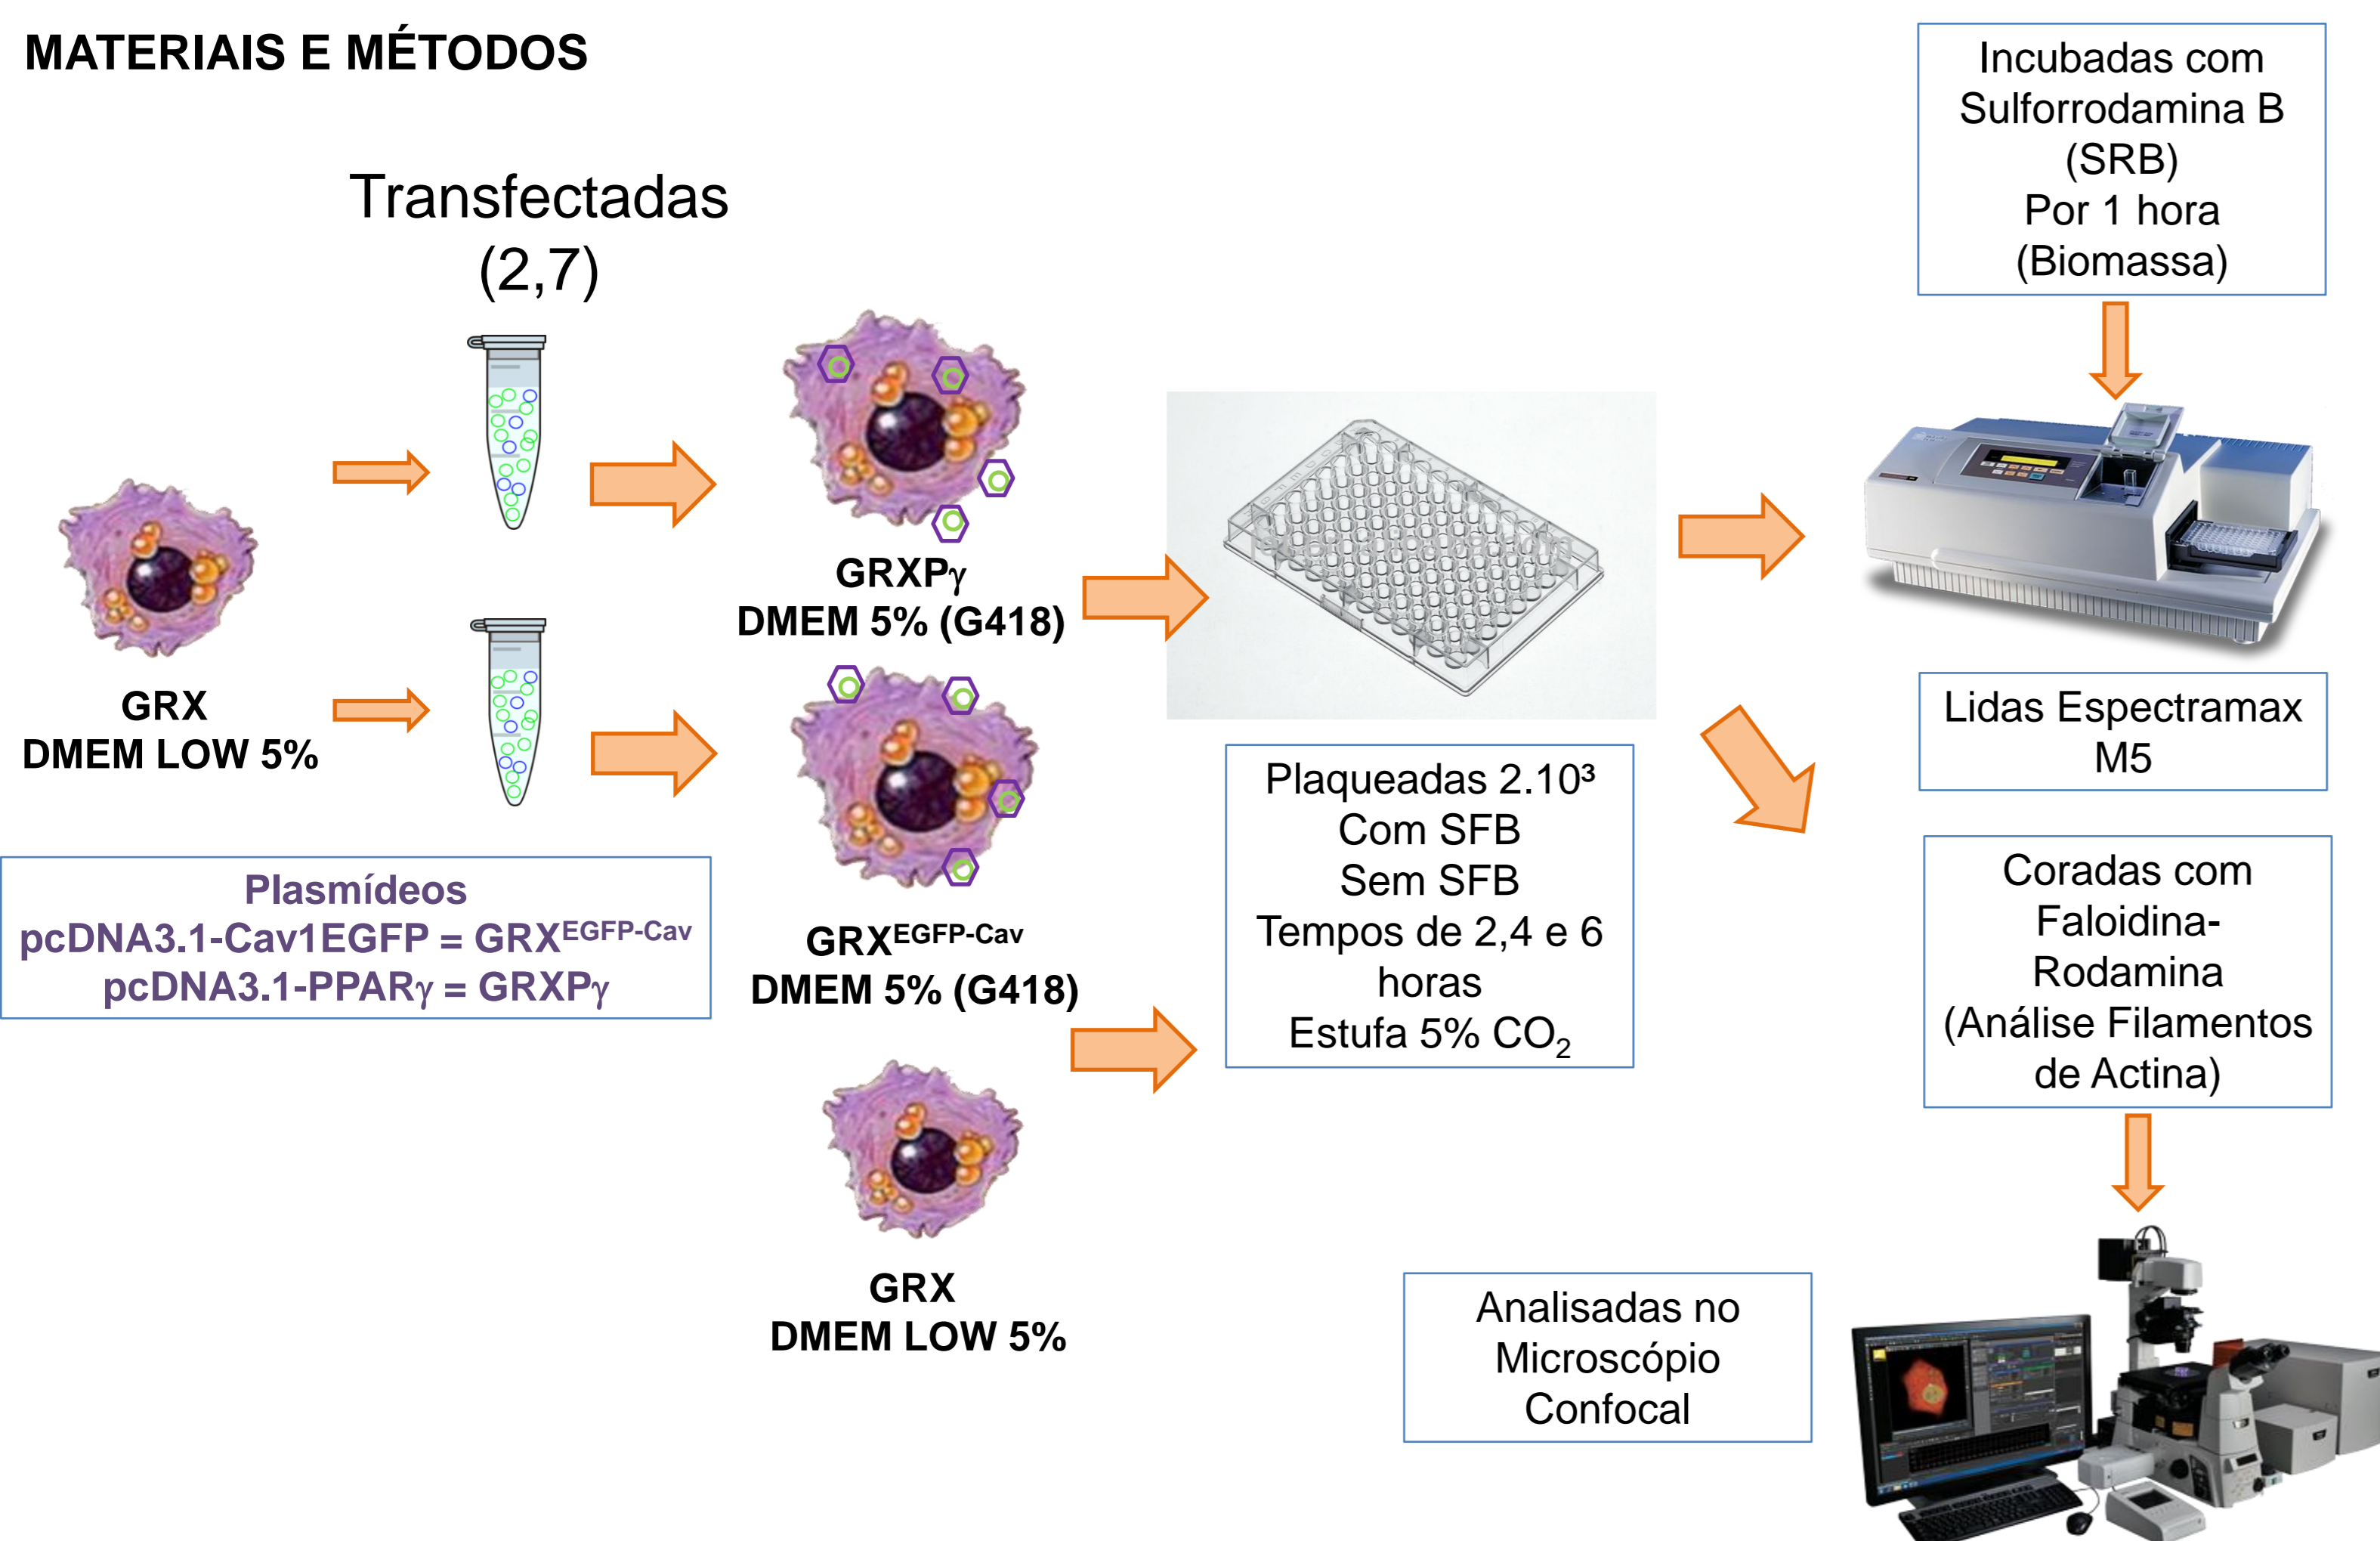 MATERIAIS E MÉTODOS
Transfectadas
(2,7)
GRX
DMEM LOW 5%
Plasmídeos
pcDNA3.1-Cav1EGFP = GRXEGFP-Cav
pcDNA3.1-PPARγ = GRXPγ
GRXPγ
DMEM 5% (G418)
GRXEGFP-Cav
DMEM 5% (G418)
GRX
DMEM LOW 5%
Plaqueadas 2.10³
Com SFB
Sem SFB
Tempos de 2,4 e 6
horas
Estufa 5% CO₂
Incubadas com
Sulforrodamina B
(SRB)
Por 1 hora
(Biomassa)
Lidas Espectramax
M5
Coradas com
Faloidina-
Rodamina
(Análise Filamentos
de Actina)
Analisadas no
Microscópio
Confocal